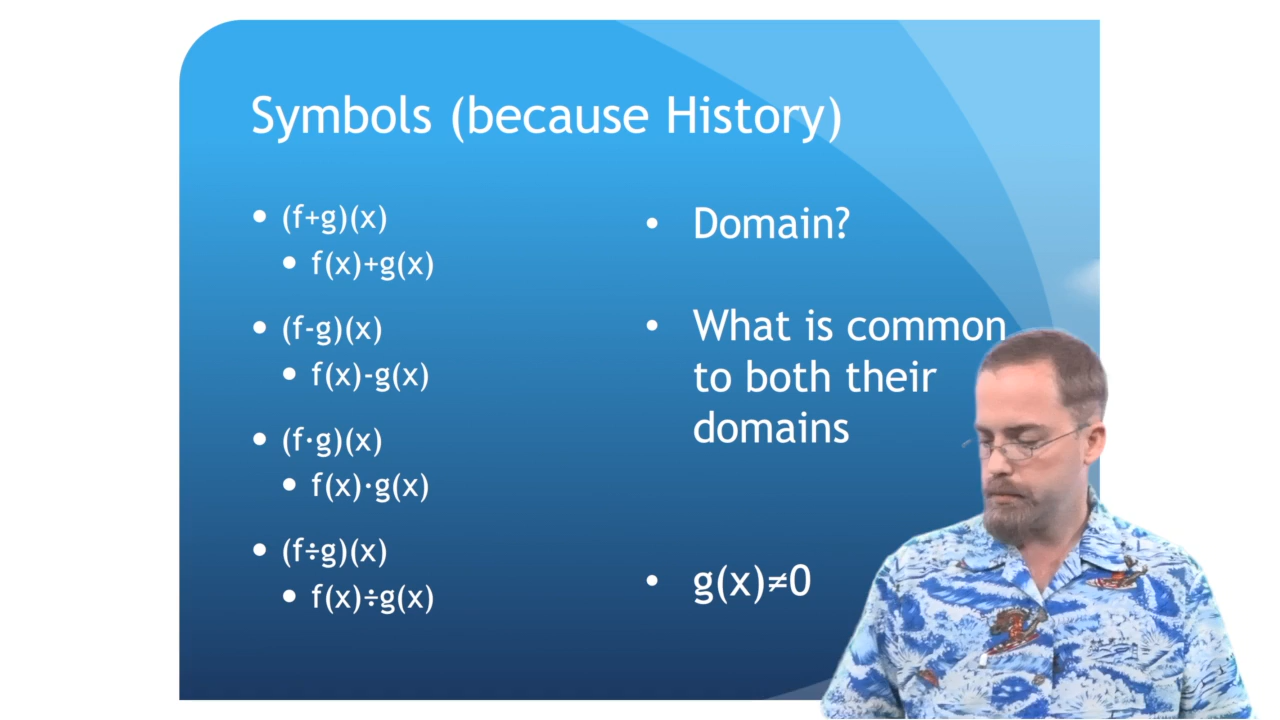 Symbols (because History)
• (f+g)(x)
• f(x)+g(x)
• (f-g)(x)
• f(x)-g(x)
• (f·g)(x)
• f(x)·g(x)
• (f÷g)(x)
• f(x)÷g(x)
• Domain?
• What is common
to both their
domains
• g(x)≠0